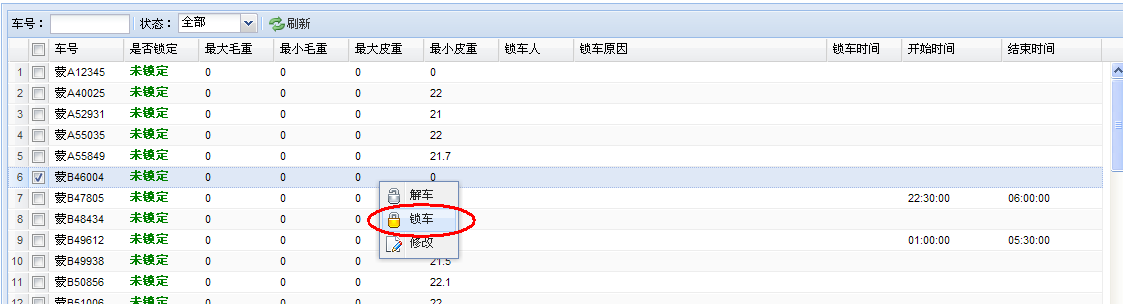 车号： 状态： 全部 刷新
车号 是否锁定 最大毛重 最小毛重 最大皮重 最小皮重 锁车人 锁车原因 锁车时间 开始时间 结束时间
1 蒙A12345 未锁定 0 0 0 0
2 蒙A40025 未锁定 0 0 0 22
3 蒙A52931 未锁定 0 0 0 21
4 蒙A55035 未锁定 0 0 0 22
5 蒙A55849 未锁定 0 0 0 21.7
6 蒙B46004 未锁定 0 0 0 0
解车
7 蒙B47805 未锁定 0 0 0 22:30:00 06:00:00
8 蒙B48434 未锁定 0 0 0
锁车
9 蒙B49612 未锁定 0 0 0 01:00:00 05:30:00
修改
10 蒙B49938 未锁定 0 0 0 21.5
11 蒙B50856 未锁定 0 0 0 22.1
12 蒙B51006 未锁定 0 0 0 22